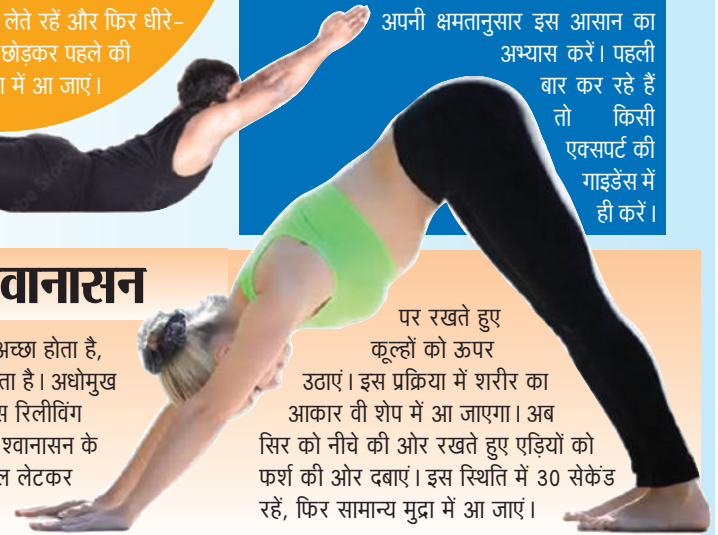 लेते रहें और फिर धीरे-
छोड़कर पहले की
में आ जाएं।
अपनी क्षमतानुसार इस आसान का
अभ्यास करें। पहली
बार कर रहे हैं
तो किसी
एक्सपर्ट की
गाइडेंस में
ही करें।
वानासन
अच्छा होता है,
ता है। अधोमुख
स रिलीविंग
श्वानासन के
ल लेटकर
पर रखते हुए
कूल्हों को ऊपर
उठाएं। इस प्रक्रिया में शरीर का
आकार वी शेप में आ जाएगा। अब
सिर को नीचे की ओर रखते हुए एड़ियों को
फर्श की ओर दबाएं। इस स्थिति में 30 सेकेंड
रहें, फिर सामान्य मुद्रा में आ जाएं।